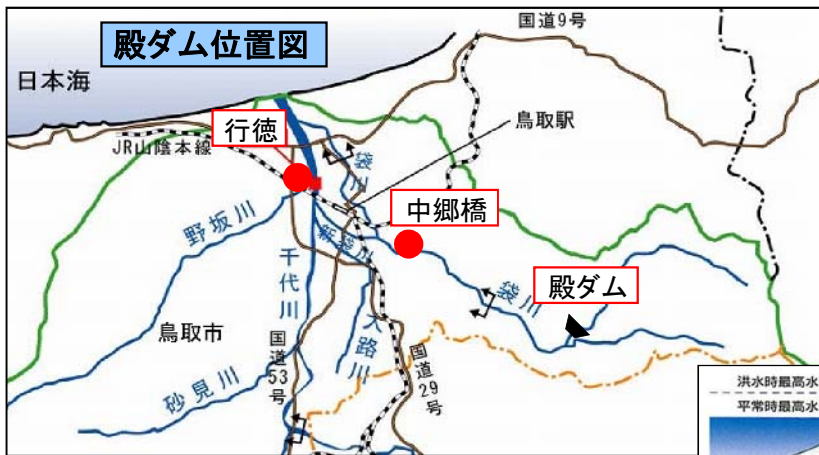 国道9号
殿ダム位置図
日本海
行徳
鳥取駅
JR山陰本線
袋川
中郷橋
野坂川
新袋川
千代川
袋川
殿ダム
鳥取市
大路川
国道53号
国道29号
砂見川
洪水時最高水
平常時最高水